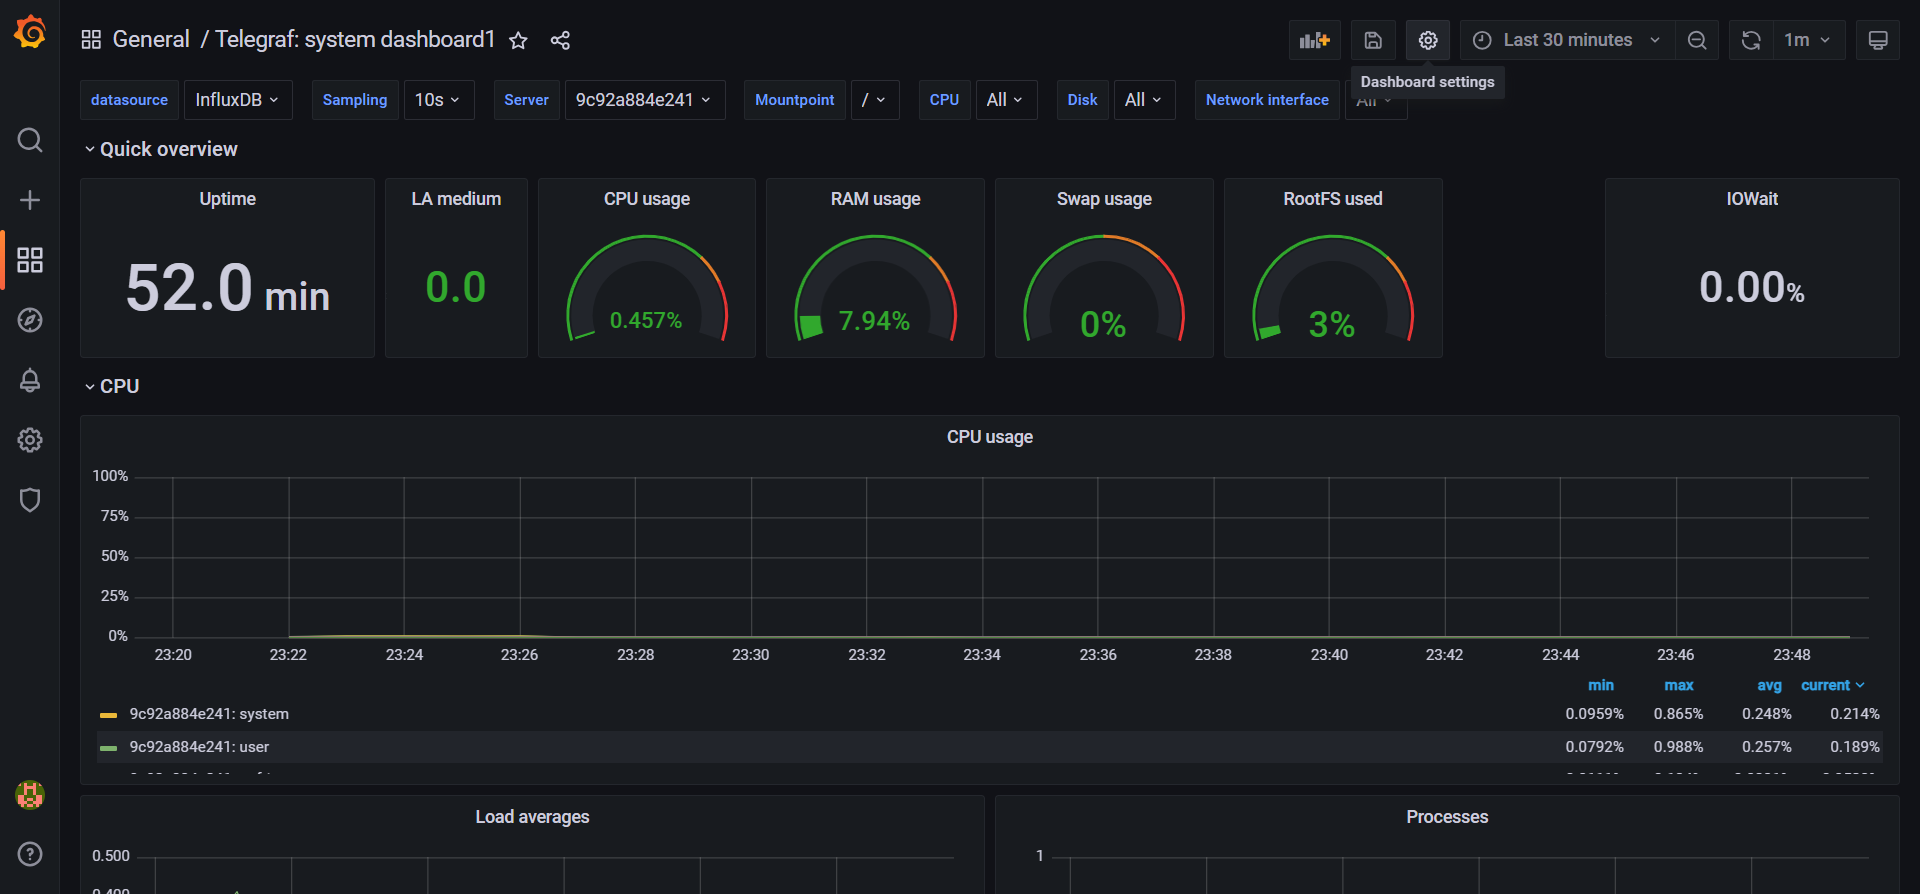 General / Telegraf: system dashboard1
Last 30 minutes
1m
Dashboard settings
datasource InfluxDB Sampling 10s Server 9c92a884e241 Mountpoint / CPU All Disk All Network interface All
Quick overview
Uptime
52.0 min
LA medium
0.0
CPU usage
0.457%
RAM usage
7.94%
Swap usage
0%
RootFS used
3%
IOWait
0.00%
CPU
CPU usage
100%
75%
50%
25%
0%
23:20 23:22 23:24 23:26 23:28 23:30 23:32 23:34 23:36 23:38 23:40 23:42 23:44 23:46 23:48
min max avg current
9c92a884e241: system 0.0959% 0.865% 0.248% 0.214%
9c92a884e241: user 0.0792% 0.988% 0.257% 0.189%
Load averages
0.500
0.400
Processes
1